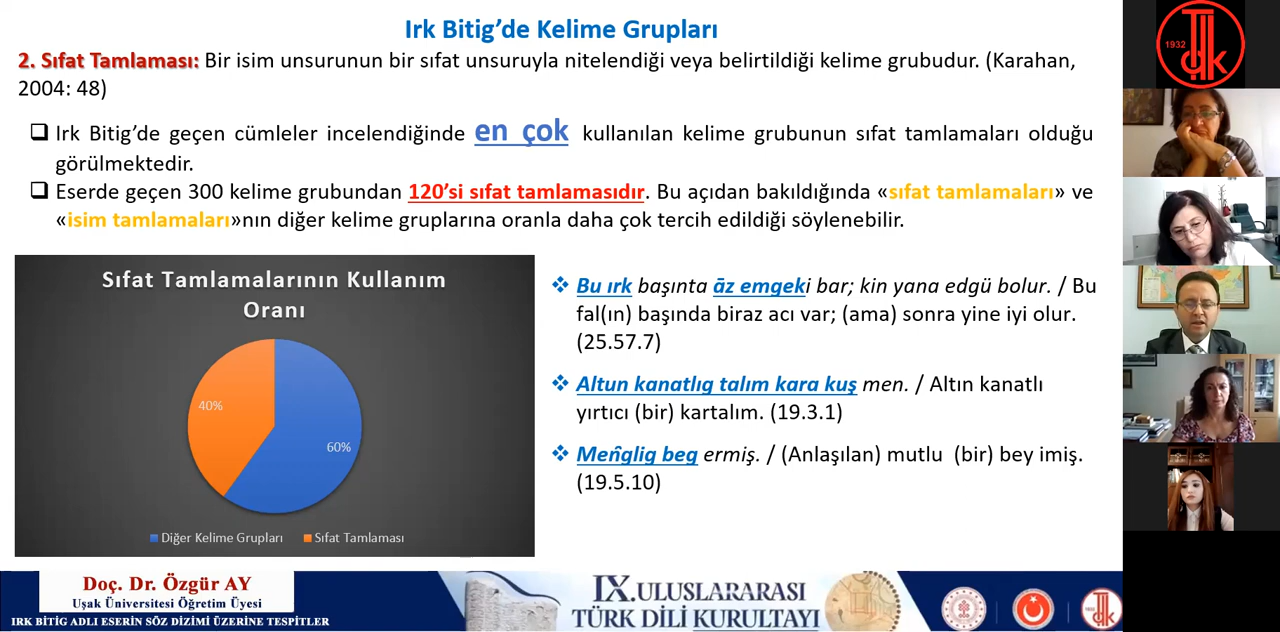 Irk Bitig’de Kelime Grupları
2. Sıfat Tamlaması: Bir isim unsurunun bir sıfat unsuruyla nitelendiği veya belirtildiği kelime grubudur. (Karahan,
2004: 48)
Irk Bitig’de geçen cümleler incelendiğinde en çok kullanılan kelime grubunun sıfat tamlamaları olduğu
görülmektedir.
Eserde geçen 300 kelime grubundan 120’si sıfat tamlamasıdır. Bu açıdan bakıldığında «sıfat tamlamaları» ve
«isim tamlamaları»nın diğer kelime gruplarına oranla daha çok tercih edildiği söylenebilir.
Sıfat Tamlamalarının Kullanım
Oranı
40%
60%
Diğer Kelime Grupları
Sıfat Tamlaması
Bu ırk başınta āz emgeki bar; kin yana edgü bolur. / Bu
fal(ın) başında biraz acı var; (ama) sonra yine iyi olur.
(25.57.7)
Altun kanatlıg talım kara kuş men. / Altın kanatlı
yırtıcı (bir) kartalım. (19.3.1)
Meñglig beg ermiş. / (Anlaşılan) mutlu (bir) bey imiş.
(19.5.10)
Doç. Dr. Özgür AY
Uşak Üniversitesi Öğretim Üyesi
IRK BİTİG ADLI ESERİN SÖZ DİZİMİ ÜZERİNE TESPİTLER
IX.ULUSLARARASI
TÜRK DİLİ KURULTAYI
1932